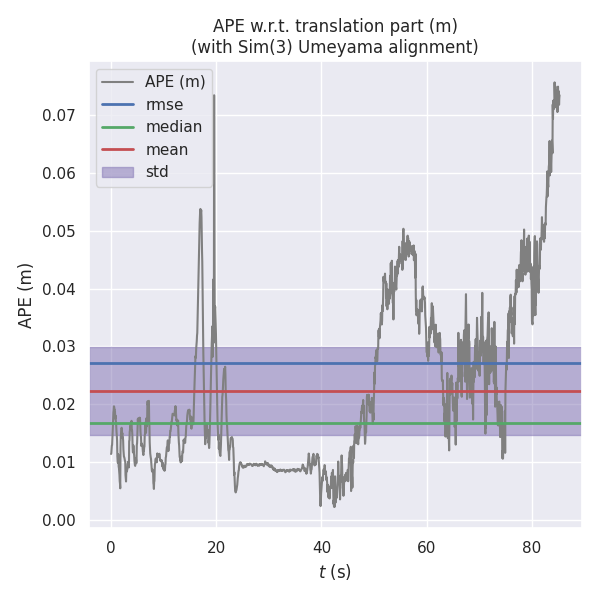 APE w.r.t. translation part (m)
(with Sim(3) Umeyama alignment)
APE (m)
rmse
median
mean
std
APE (m)
0.07
0.06
0.05
0.04
0.03
0.02
0.01
0.00
0 20 40 60 80
t (s)